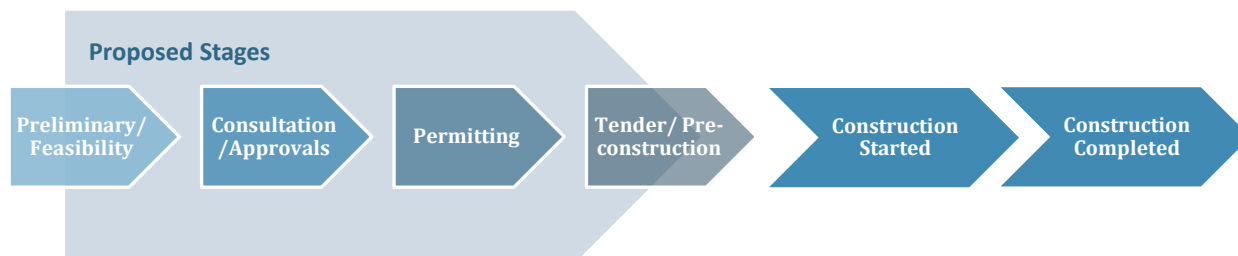 Proposed Stages
Preliminary/
Feasibility
Consultation
/Approvals
Permitting
Tender/ Pre-
construction
Construction
Started
Construction
Completed